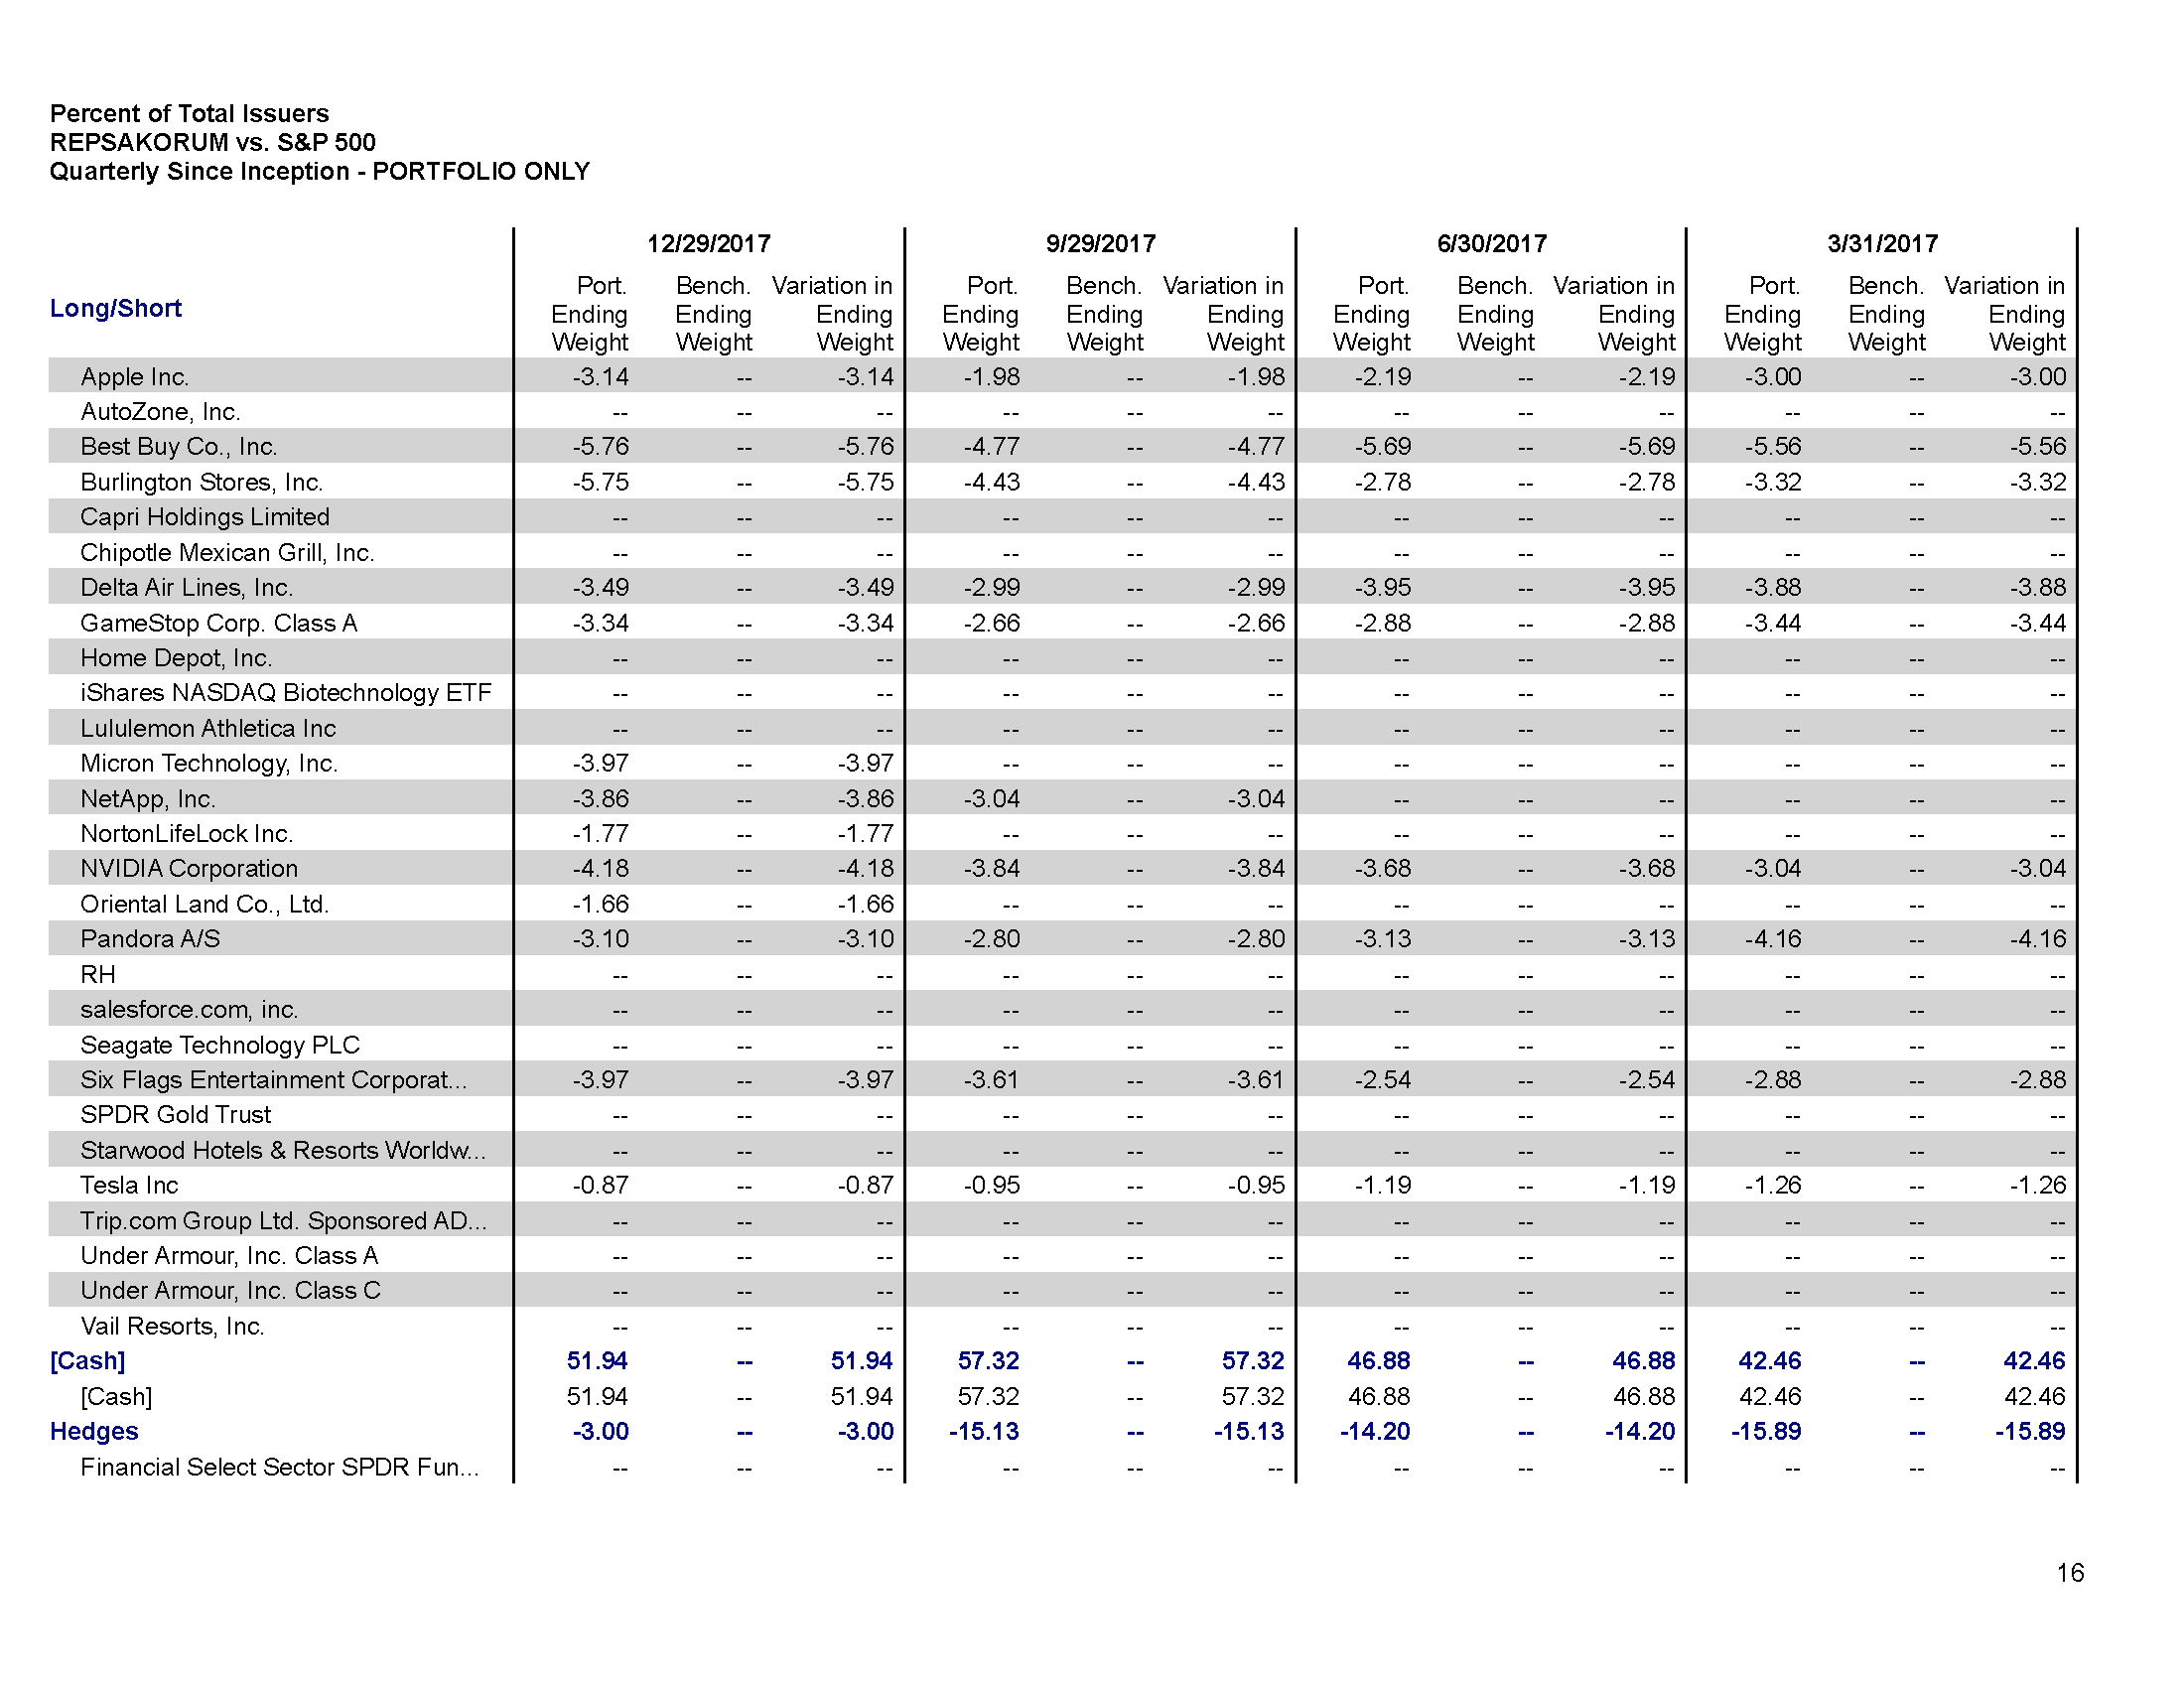 Percent of Total Issuers
REPSAKORUM vs. S&P 500
Quarterly Since Inception - PORTFOLIO ONLY
12/29/2017 9/29/2017 6/30/2017 3/31/2017
Long/Short
Port. Bench. Variation in Port. Bench. Variation in Port. Bench. Variation in Port. Bench. Variation in
Ending Ending Ending Ending Ending Ending Ending Ending Ending Ending Ending Ending
Weight Weight Weight Weight Weight Weight Weight Weight Weight Weight Weight Weight
Apple Inc. -3.14 -- -3.14 -1.98 -- -1.98 -2.19 -- -2.19 -3.00 -- -3.00
AutoZone, Inc. -- -- -- -- -- -- -- -- -- -- -- --
Best Buy Co., Inc. -5.76 -- -5.76 -4.77 -- -4.77 -5.69 -- -5.69 -5.56 -- -5.56
Burlington Stores, Inc. -5.75 -- -5.75 -4.43 -- -4.43 -2.78 -- -2.78 -3.32 -- -3.32
Capri Holdings Limited -- -- -- -- -- -- -- -- -- -- -- --
Chipotle Mexican Grill, Inc. -- -- -- -- -- -- -- -- -- -- -- --
Delta Air Lines, Inc. -3.49 -- -3.49 -2.99 -- -2.99 -3.95 -- -3.95 -3.88 -- -3.88
GameStop Corp. Class A -3.34 -- -3.34 -2.66 -- -2.66 -2.88 -- -2.88 -3.44 -- -3.44
Home Depot, Inc. -- -- -- -- -- -- -- -- -- -- -- --
iShares NASDAQ Biotechnology ETF -- -- -- -- -- -- -- -- -- -- -- --
Lululemon Athletica Inc -- -- -- -- -- -- -- -- -- -- -- --
Micron Technology, Inc. -3.97 -- -3.97 -- -- -- -- -- -- -- -- --
NetApp, Inc. -3.86 -- -3.86 -3.04 -- -3.04 -- -- -- -- -- --
NortonLifeLock Inc. -1.77 -- -1.77 -- -- -- -- -- -- -- -- --
NVIDIA Corporation -4.18 -- -4.18 -3.84 -- -3.84 -3.68 -- -3.68 -3.04 -- -3.04
Oriental Land Co., Ltd. -1.66 -- -1.66 -- -- -- -- -- -- -- -- --
Pandora A/S -3.10 -- -3.10 -2.80 -- -2.80 -3.13 -- -3.13 -4.16 -- -4.16
RH -- -- -- -- -- -- -- -- -- -- -- --
salesforce.com, inc. -- -- -- -- -- -- -- -- -- -- -- --
Seagate Technology PLC -- -- -- -- -- -- -- -- -- -- -- --
Six Flags Entertainment Corporat... -3.97 -- -3.97 -3.61 -- -3.61 -2.54 -- -2.54 -2.88 -- -2.88
SPDR Gold Trust -- -- -- -- -- -- -- -- -- -- -- --
Starwood Hotels & Resorts Worldw... -- -- -- -- -- -- -- -- -- -- -- --
Tesla Inc -0.87 -- -0.87 -0.95 -- -0.95 -1.19 -- -1.19 -1.26 -- -1.26
Trip.com Group Ltd. Sponsored AD... -- -- -- -- -- -- -- -- -- -- -- --
Under Armour, Inc. Class A -- -- -- -- -- -- -- -- -- -- -- --
Under Armour, Inc. Class C -- -- -- -- -- -- -- -- -- -- -- --
Vail Resorts, Inc. -- -- -- -- -- -- -- -- -- -- -- --
[Cash] 51.94 -- 51.94 57.32 -- 57.32 46.88 -- 46.88 42.46 -- 42.46
[Cash] 51.94 -- 51.94 57.32 -- 57.32 46.88 -- 46.88 42.46 -- 42.46
Hedges -3.00 -- -3.00 -15.13 -- -15.13 -14.20 -- -14.20 -15.89 -- -15.89
Financial Select Sector SPDR Fun... -- -- -- -- -- -- -- -- -- -- -- --
16